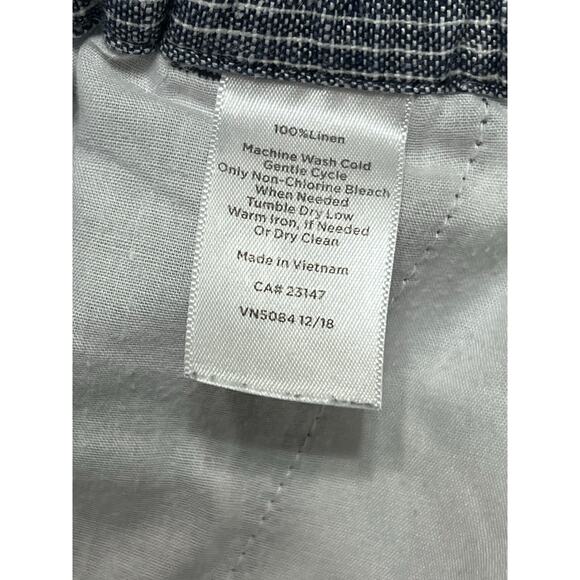 100%Linen
Machine Wash Cold
Gentle Cycle
Only Non-Chlorine Bleach
When Needed
Tumble Dry Low
Warm Iron, if Needed
Or Dry Clean
Made in Vietnam
CA# 23147
VN5084 12/18